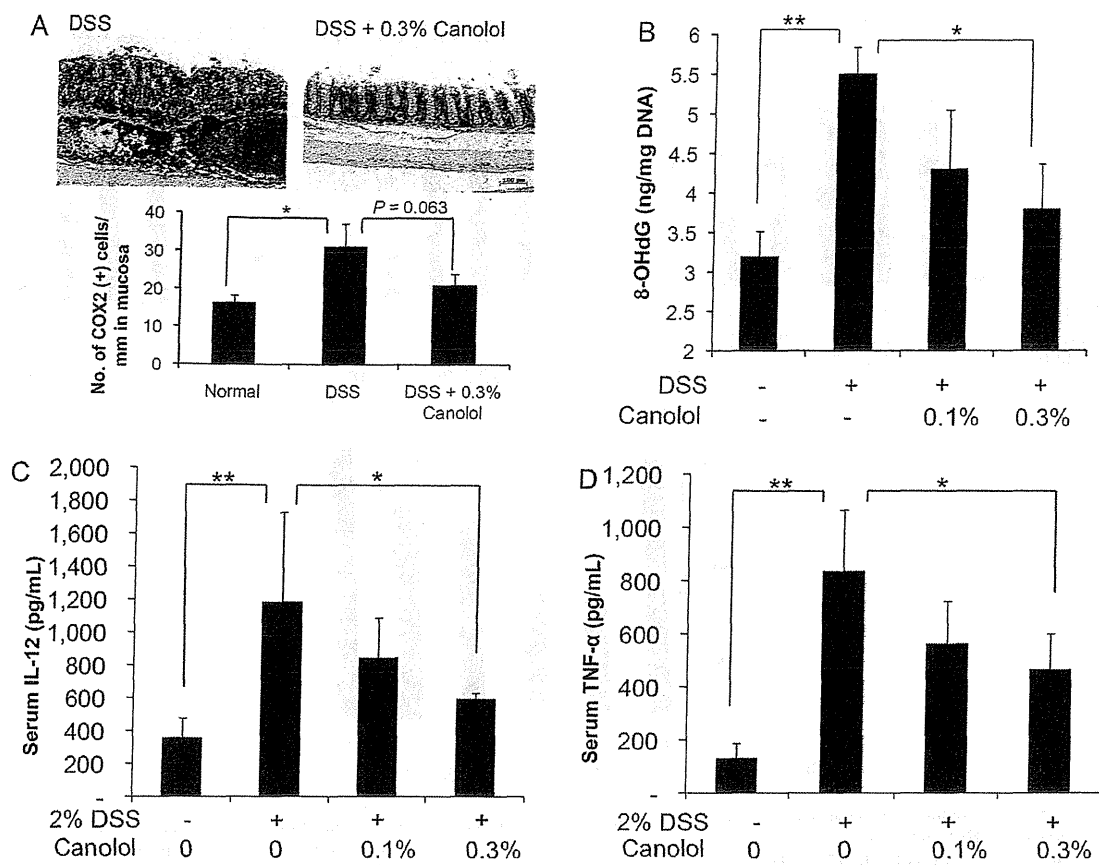 A
DSS
DSS + 0.3% Canolol
No. of COX2 (+) cells/
mm in mucosa
40
30
20
10
0
*
P = 0.063
Normal
DSS
DSS + 0.3%
Canolol
B
8-OHdG (ng/mg DNA)
6
5.5
5
4.5
4
3.5
3
2.5
2
**
*
DSS - + + +
Canolol - - 0.1% 0.3%
C
Serum IL-12 (pg/mL)
2,000
1,800
1,600
1,400
1,200
1,000
800
600
400
200
-
**
*
2% DSS - + + +
Canolol 0 0 0.1% 0.3%
D
Serum TNF-α (pg/mL)
1,200
1,000
800
600
400
200
-
**
*
2% DSS - + + +
Canolol 0 0 0.1% 0.3%